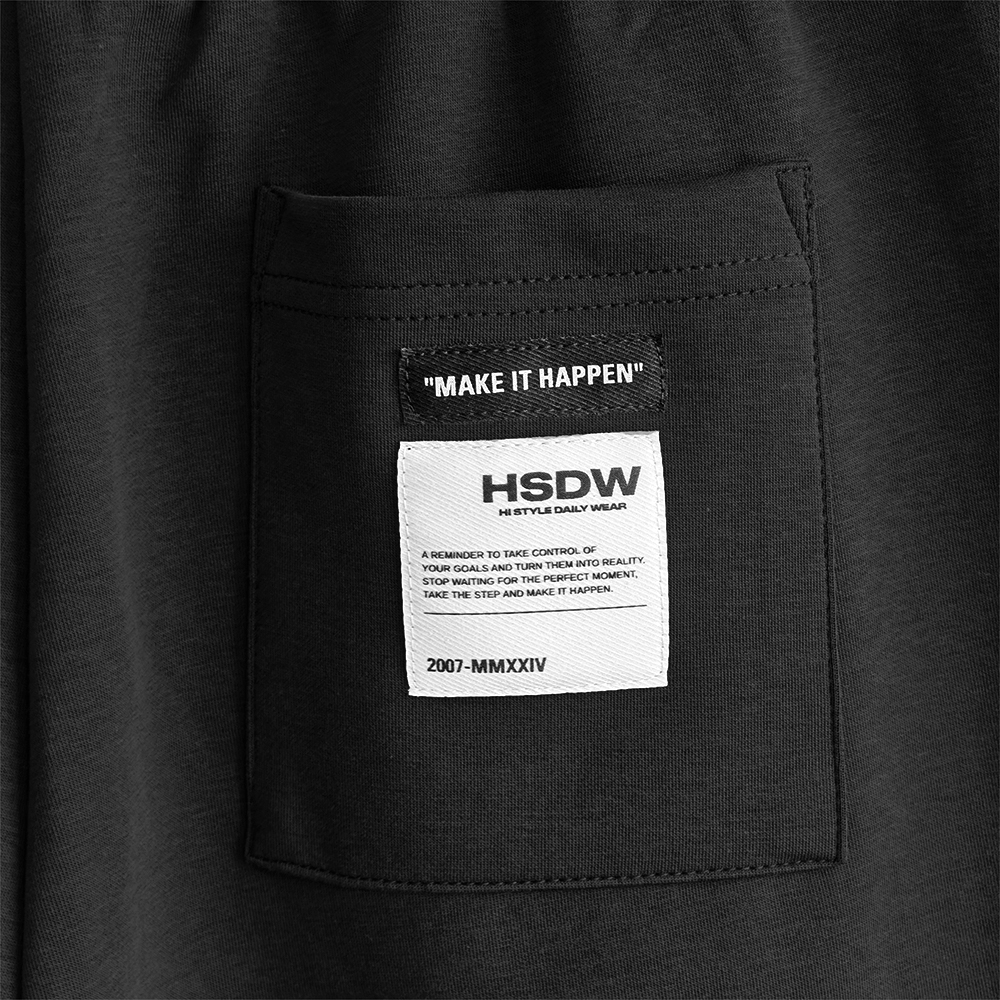 "MAKE IT HAPPEN"
HSDW
HI STYLE DAILY WEAR
A REMINDER TO TAKE CONTROL OF
YOUR GOALS AND TURN THEM INTO REALITY.
STOP WAITING FOR THE PERFECT MOMENT,
TAKE THE STEP AND MAKE IT HAPPEN.
2007-MMXXIV